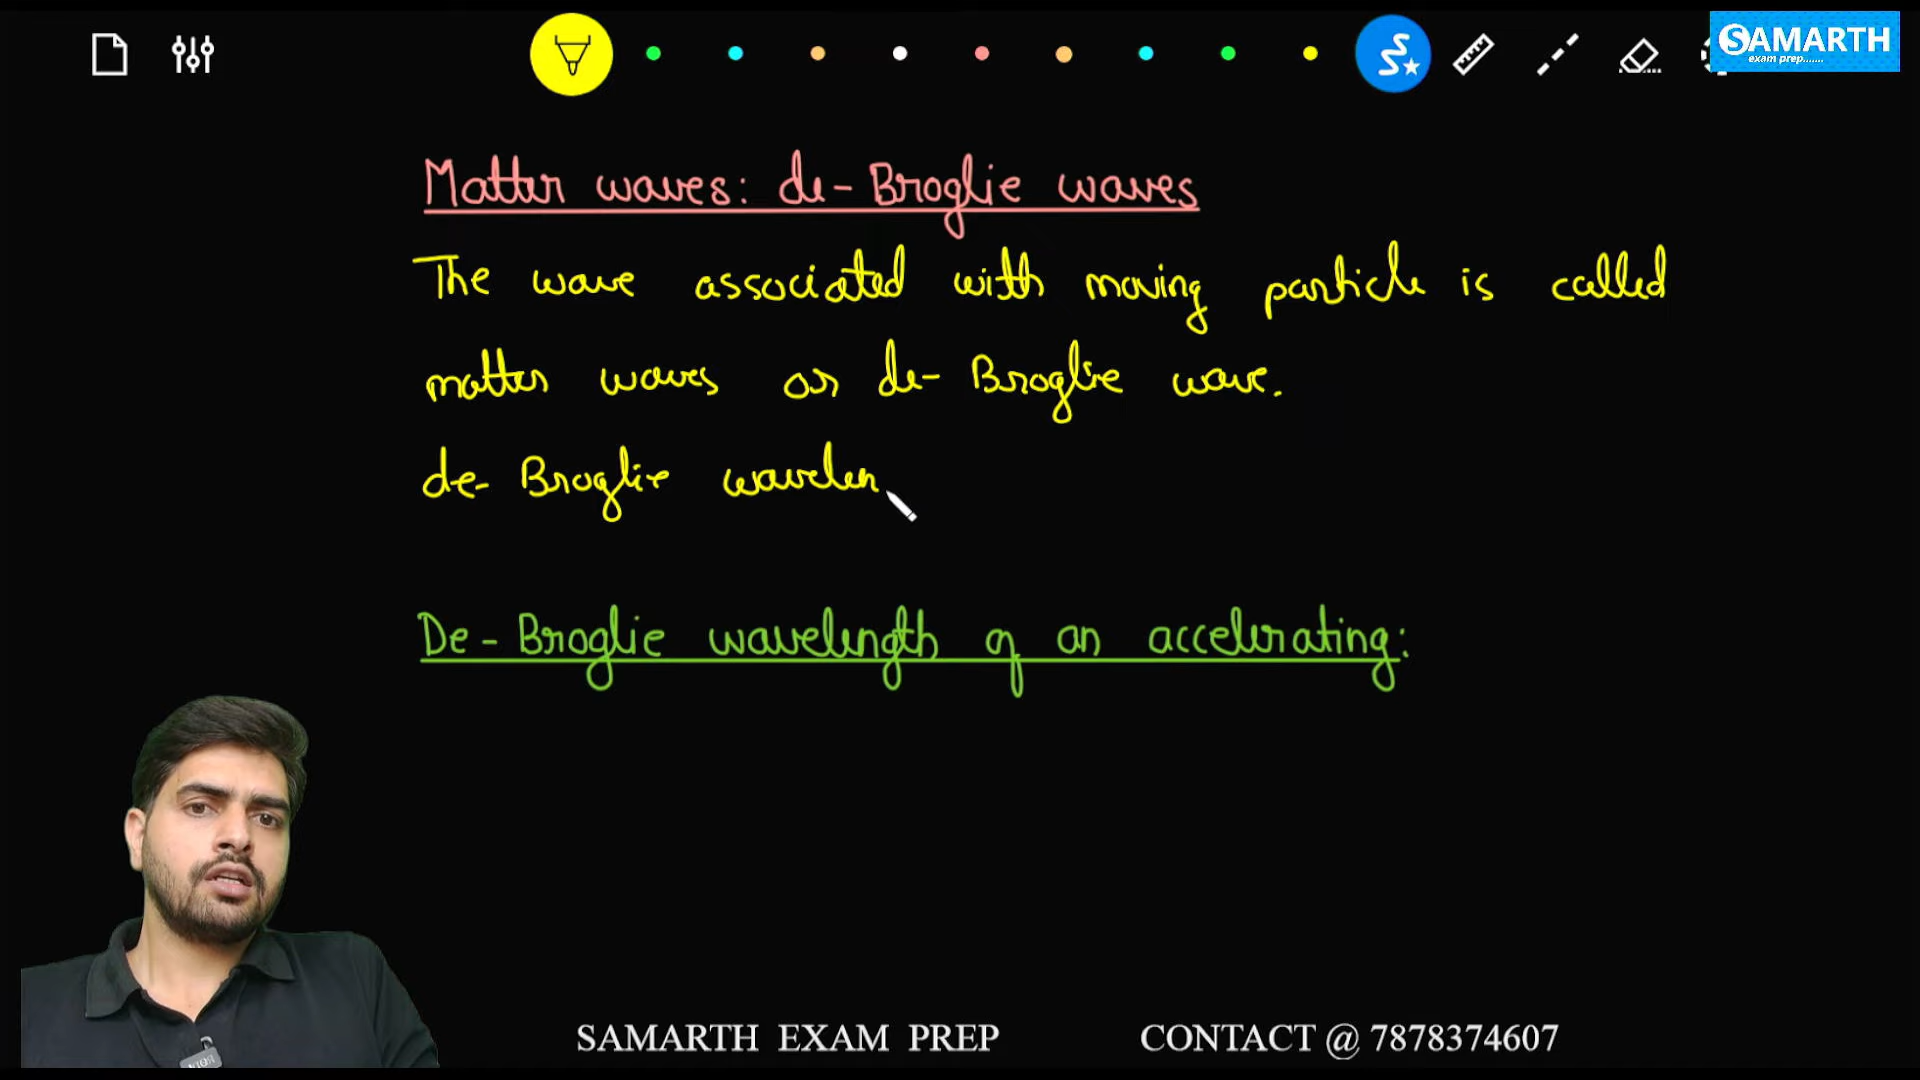 SAMARTH
exam prep.......
Matter waves: de-Broglie waves
The wave associated with moving particle is called
matter waves or de-Broglie wave.
de-Broglie wavelen
De-Broglie wavelength of an accelerating:
SAMARTH EXAM PREP CONTACT @ 7878374607